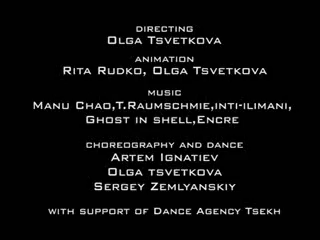 DIRECTING
OLGA TSVETKOVA
ANIMATION
RITA RUDKO, OLGA TSVETKOVA
MUSIC
MANU CHAO,T.RAUMSCHMIE,INTI-ILIMANI,
GHOST IN SHELL,ENCRE
CHOREOGRAPHY AND DANCE
ARTEM IGNATIEV
OLGA TSVETKOVA
SERGEY ZEMLYANSKIY
WITH SUPPORT OF DANCE AGENCY TSEKH